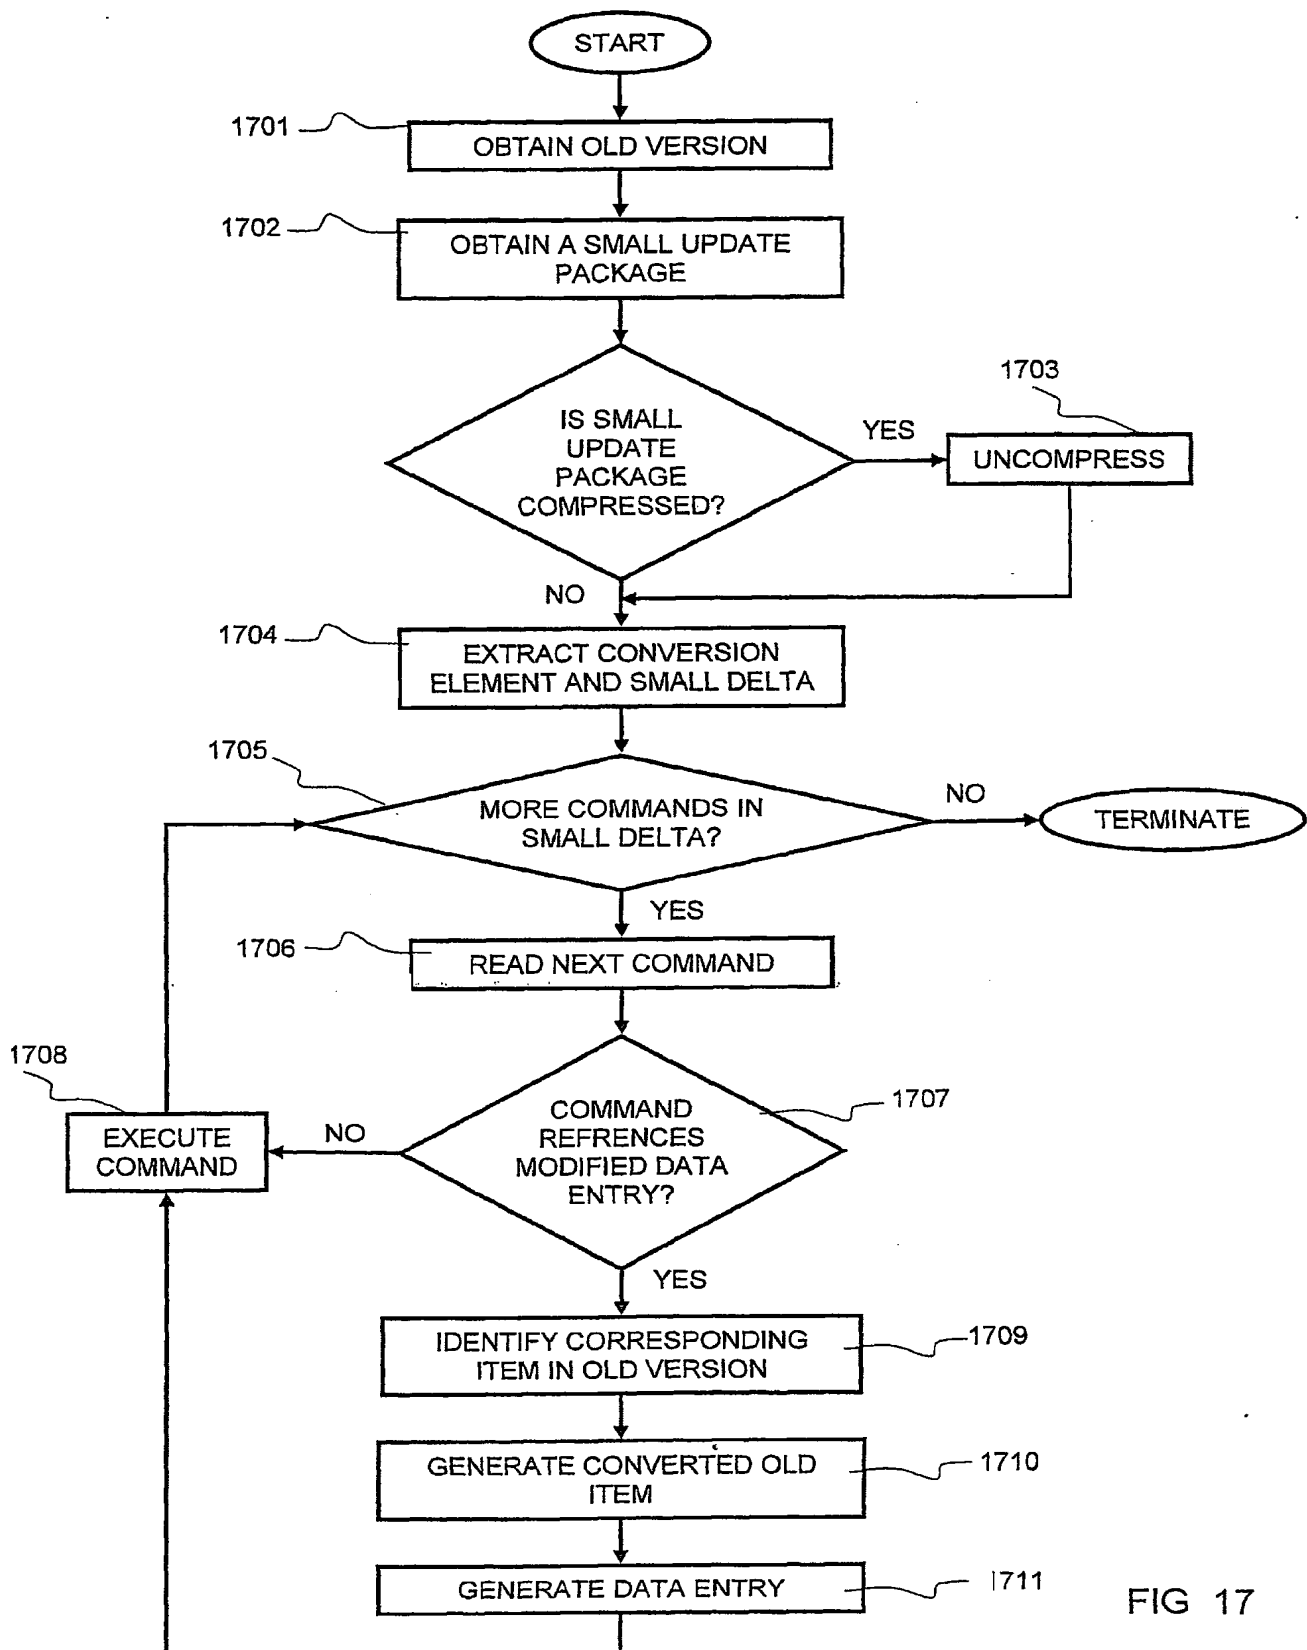 START
1701
OBTAIN OLD VERSION
1702
OBTAIN A SMALL UPDATE
PACKAGE
IS SMALL
UPDATE
PACKAGE
COMPRESSED?
YES
1703
UNCOMPRESS
NO
1704
EXTRACT CONVERSION
ELEMENT AND SMALL DELTA
1705
MORE COMMANDS IN
SMALL DELTA?
NO
TERMINATE
YES
1706
READ NEXT COMMAND
1708
EXECUTE
COMMAND
NO
COMMAND
REFRENCES
MODIFIED DATA
ENTRY?
1707
YES
IDENTIFY CORRESPONDING
ITEM IN OLD VERSION
1709
GENERATE CONVERTED OLD
ITEM
1710
GENERATE DATA ENTRY
1711
FIG 17